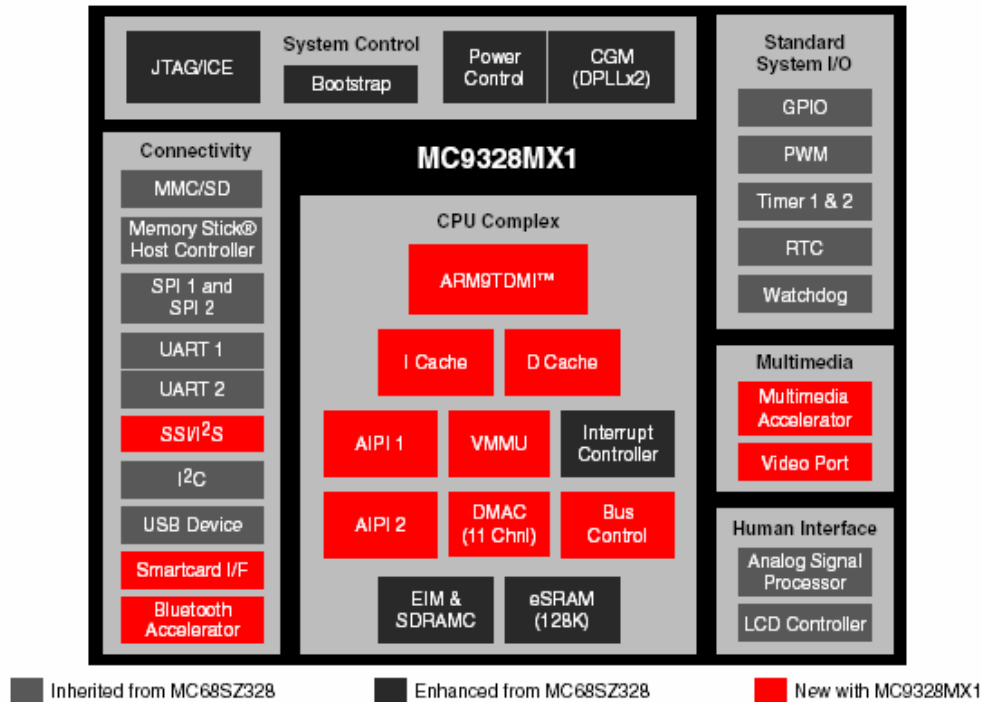 System Control
JTAG/ICE
Bootstrap
Power
Control
CGM
(DPLLx2)
Standard
System I/O
GPIO
PWM
Timer 1 & 2
RTC
Watchdog
Connectivity
MMC/SD
Memory Stick®
Host Controller
SPI 1 and
SPI 2
UART 1
UART 2
SSI/I²S
I²C
USB Device
Smartcard I/F
Bluetooth
Accelerator
MC9328MX1
CPU Complex
ARM9TDMI™
I Cache
D Cache
AIPI 1
VMMU
Interrupt
Controller
AIPI 2
DMAC
(11 Chnl)
Bus
Control
EIM &
SDRAMC
eSRAM
(128K)
Multimedia
Multimedia
Accelerator
Video Port
Human Interface
Analog Signal
Processor
LCD Controller
Inherited from MC68SZ328
Enhanced from MC68SZ328
New with MC9328MX1